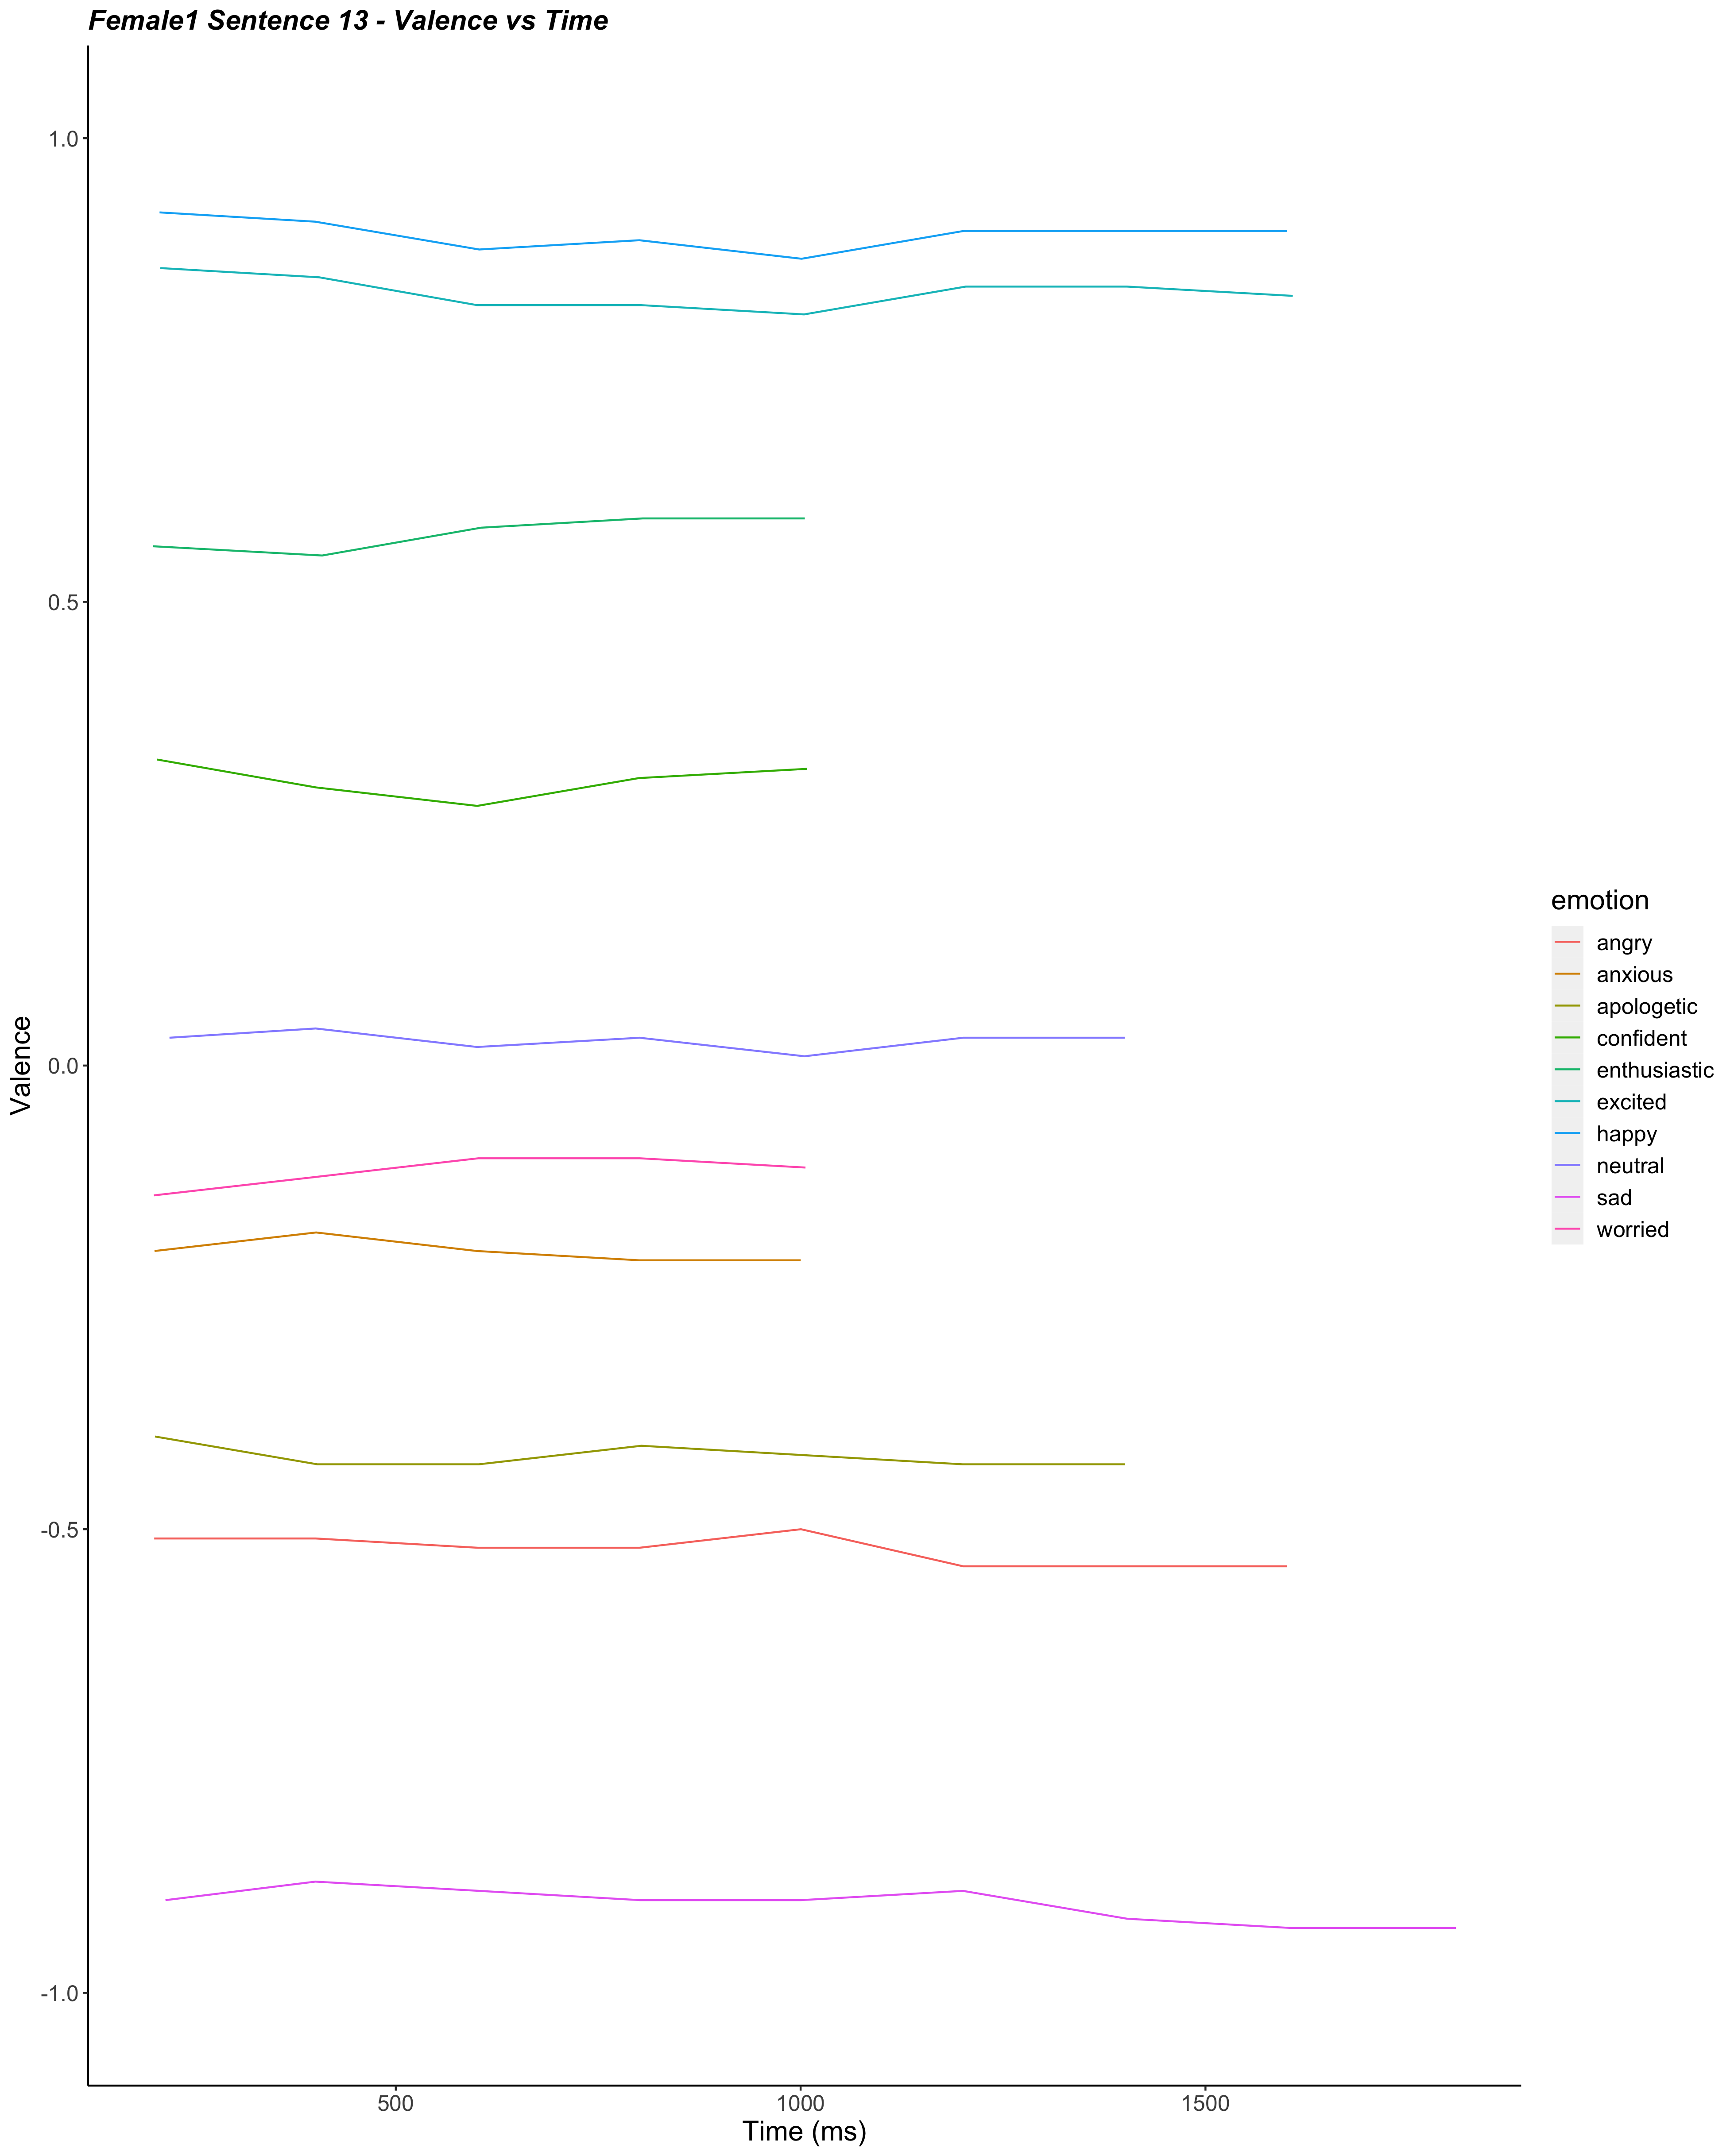 Female1 Sentence 13 - Valence vs Time
1.0
0.5
0.0
-0.5
-1.0
Valence
500
1000
1500
Time (ms)
emotion
angry
anxious
apologetic
confident
enthusiastic
excited
happy
neutral
sad
worried